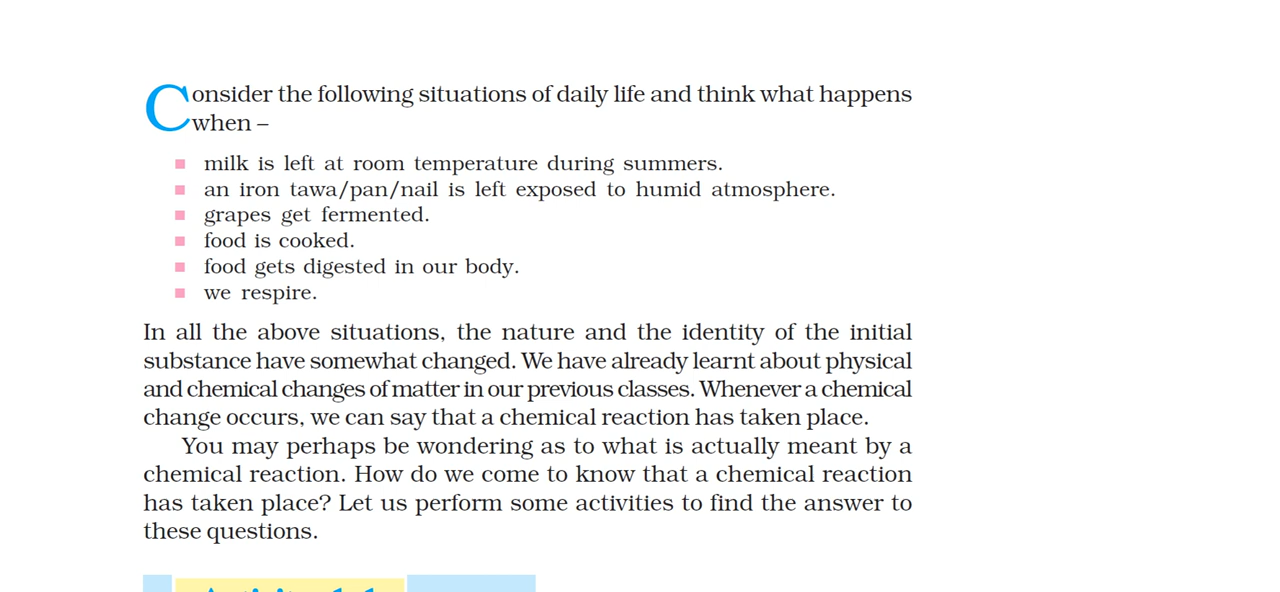 Consider the following situations of daily life and think what happens
when –
milk is left at room temperature during summers.
an iron tawa/pan/nail is left exposed to humid atmosphere.
grapes get fermented.
food is cooked.
food gets digested in our body.
we respire.
In all the above situations, the nature and the identity of the initial
substance have somewhat changed. We have already learnt about physical
and chemical changes of matter in our previous classes. Whenever a chemical
change occurs, we can say that a chemical reaction has taken place.
You may perhaps be wondering as to what is actually meant by a
chemical reaction. How do we come to know that a chemical reaction
has taken place? Let us perform some activities to find the answer to
these questions.